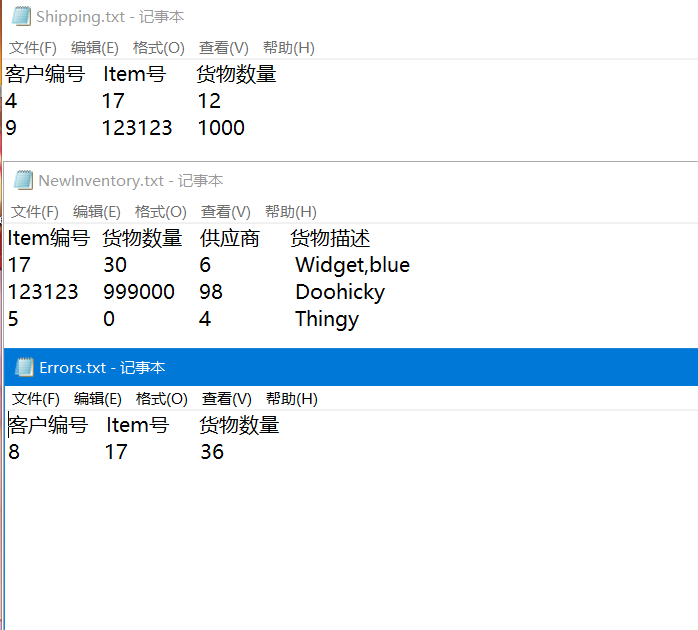 Shipping.txt - 记事本
文件(F) 编辑(E) 格式(O) 查看(V) 帮助(H)
客户编号 Item号 货物数量
4 17 12
9 123123 1000
NewInventory.txt - 记事本
文件(F) 编辑(E) 格式(O) 查看(V) 帮助(H)
Item编号 货物数量 供应商 货物描述
17 30 6 Widget,blue
123123 999000 98 Doohicky
5 0 4 Thingy
Errors.txt - 记事本
文件(F) 编辑(E) 格式(O) 查看(V) 帮助(H)
客户编号 Item号 货物数量
8 17 36